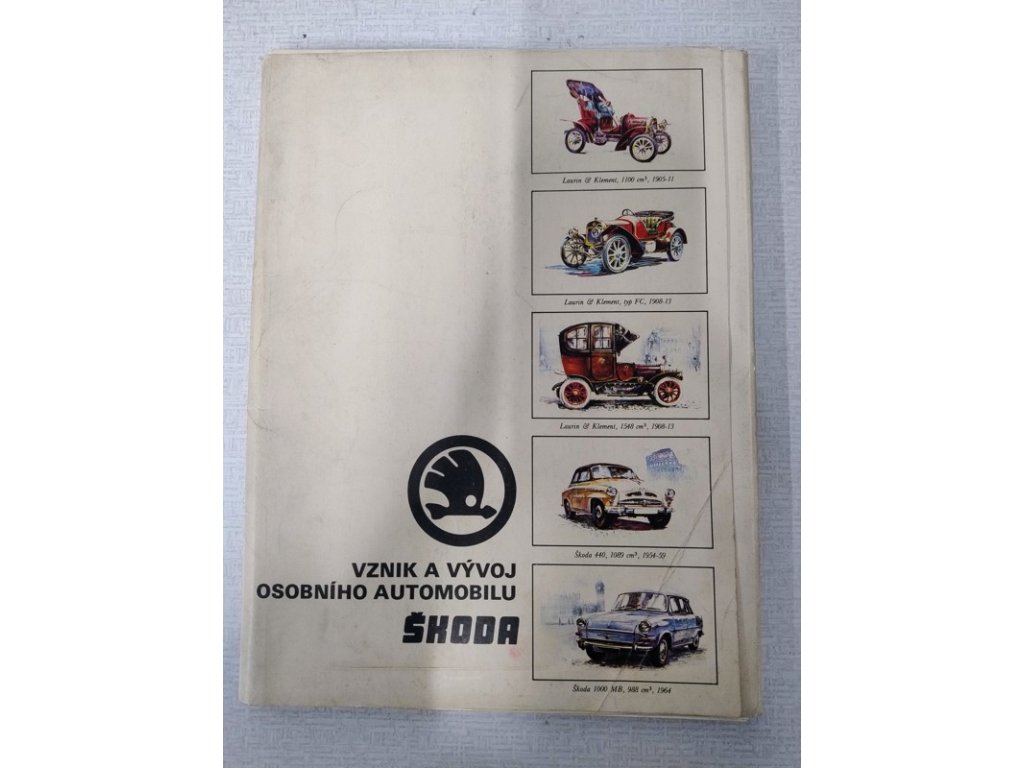 Laurin & Klement, 1100 cm³, 1905-11
Laurin & Klement, typ FC, 1908-13
Laurin & Klement, 1548 cm³, 1908-13
Škoda 440, 1089 cm³, 1954-59
Škoda 1000 MB, 988 cm³, 1964
VZNIK A VÝVOJ
OSOBNÍHO AUTOMOBILU
ŠKODA